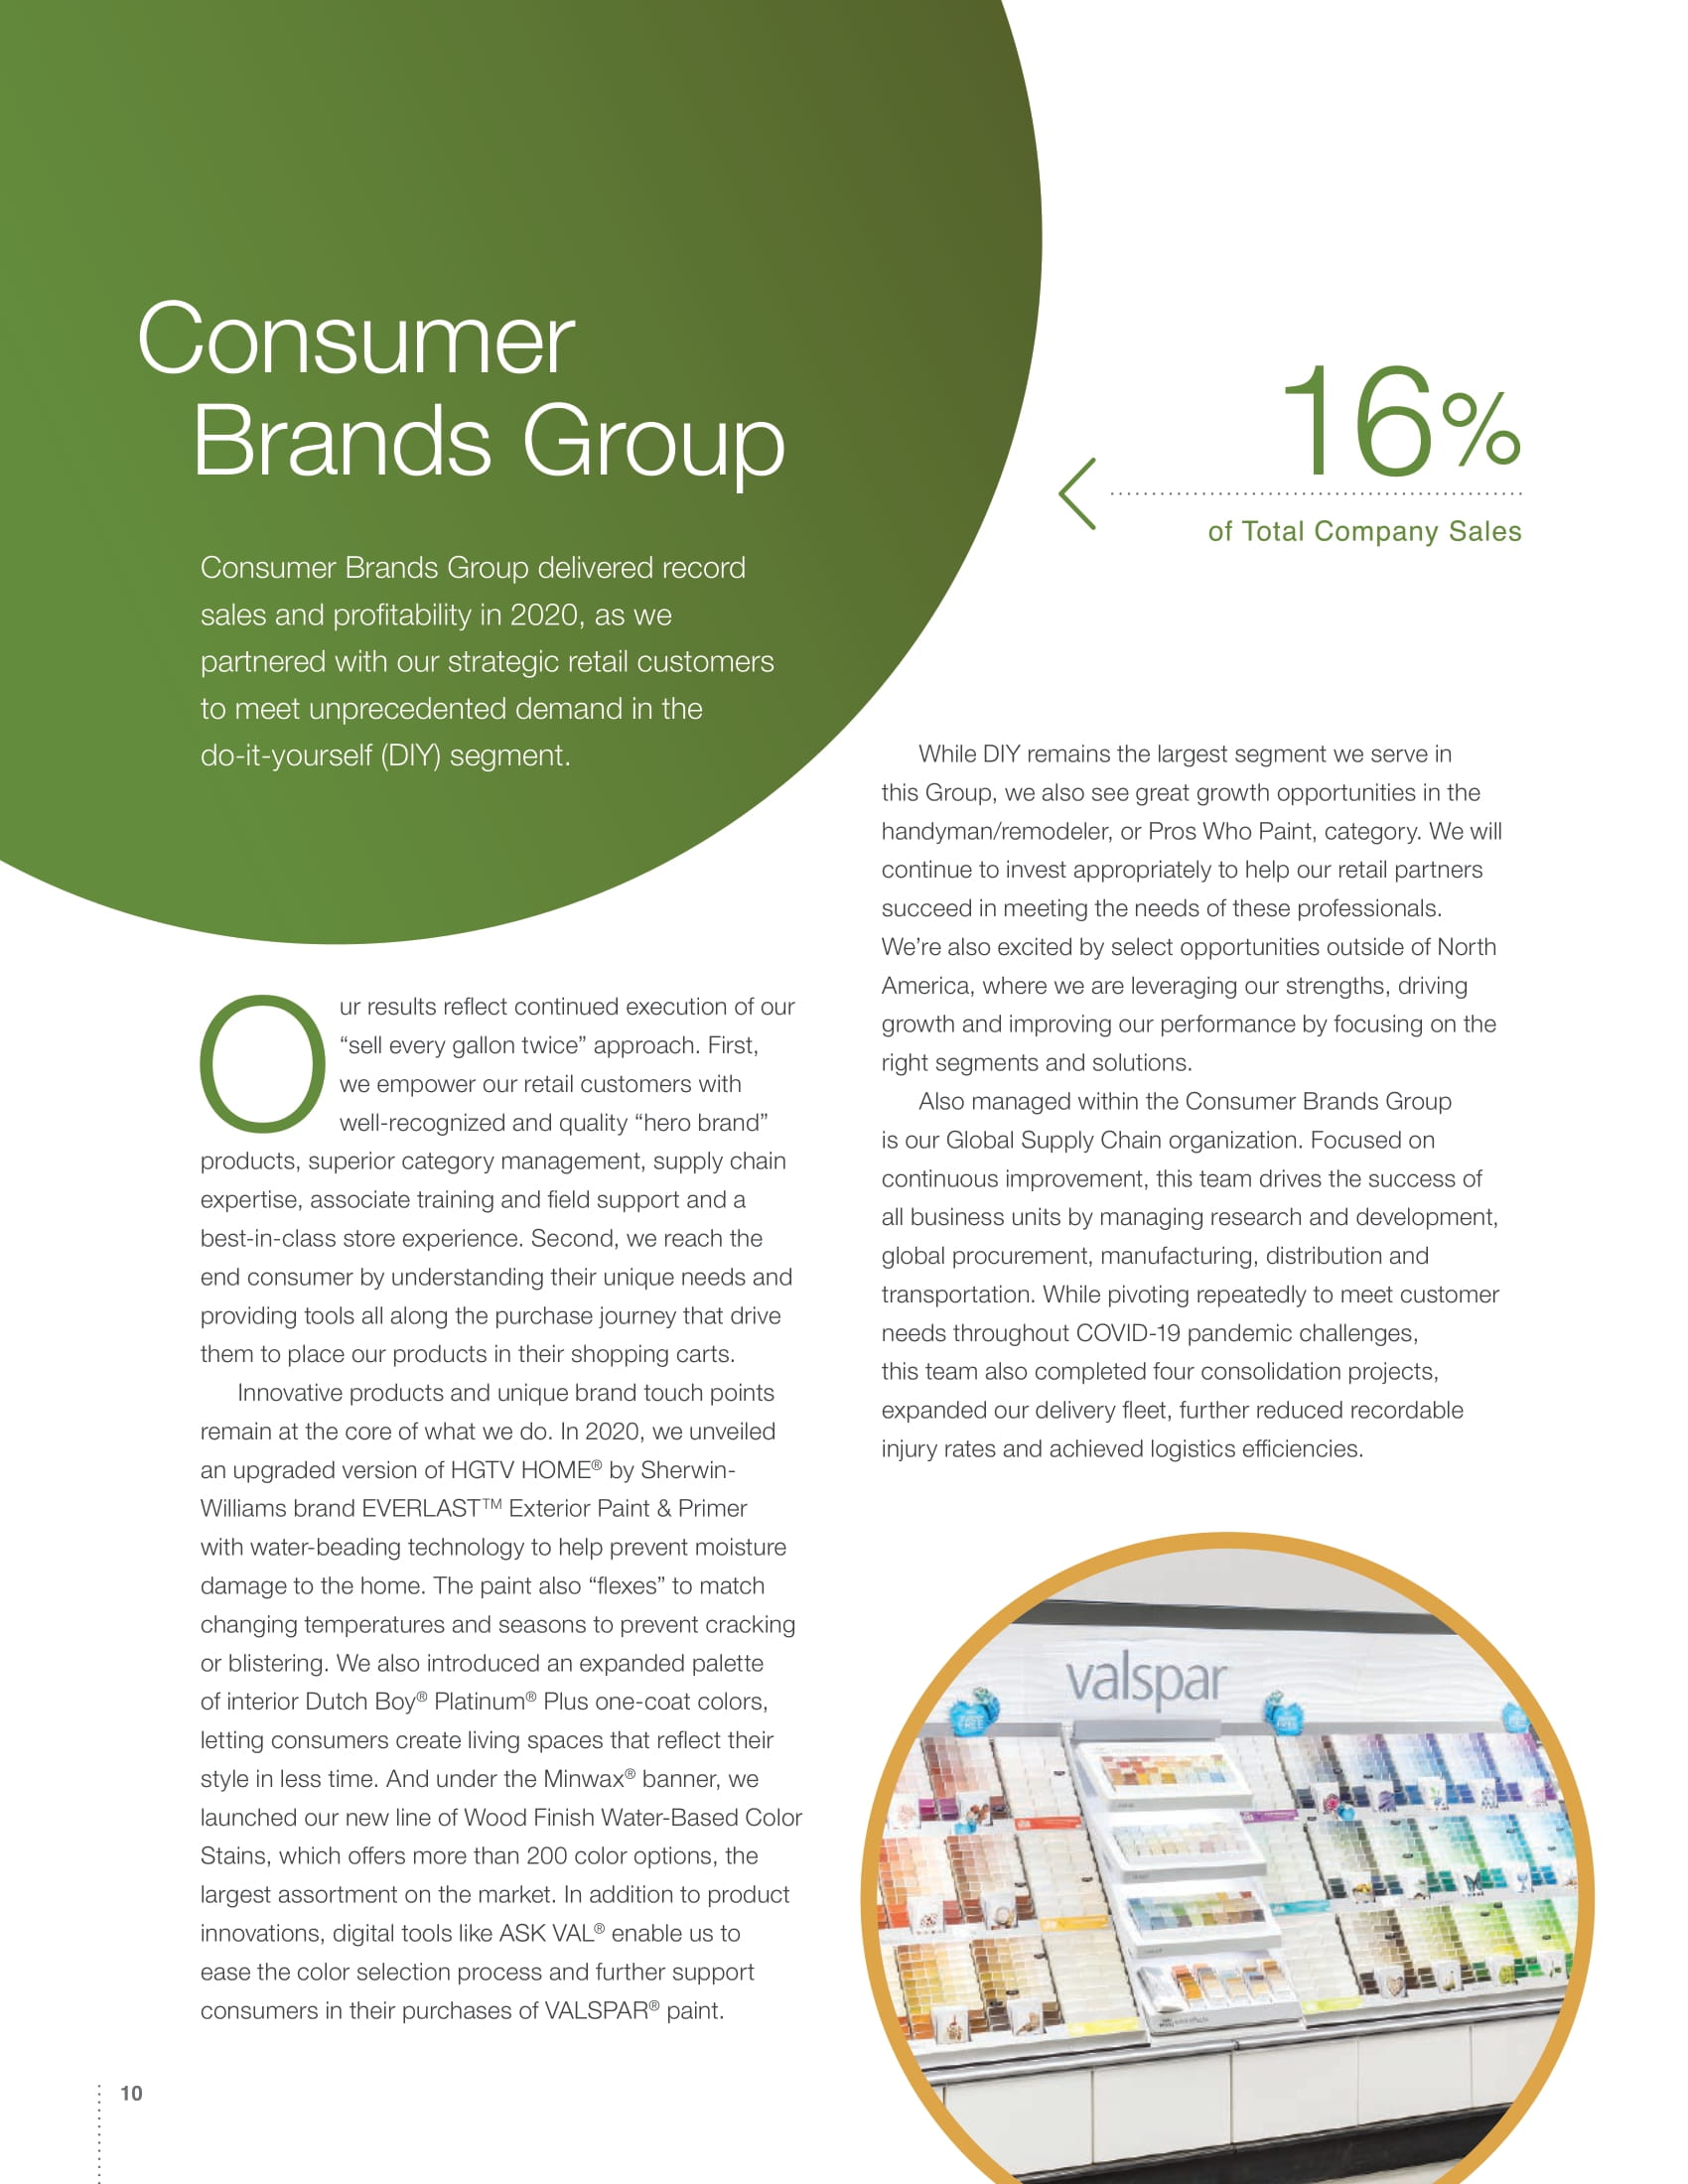 Consumer
Brands Group
Consumer Brands Group delivered record
sales and profitability in 2020, as we
partnered with our strategic retail customers
to meet unprecedented demand in the
do-it-yourself (DIY) segment.
16%
of Total Company Sales
Our results reflect continued execution of our
“sell every gallon twice” approach. First,
we empower our retail customers with
well-recognized and quality “hero brand”
products, superior category management, supply chain
expertise, associate training and field support and a
best-in-class store experience. Second, we reach the
end consumer by understanding their unique needs and
providing tools all along the purchase journey that drive
them to place our products in their shopping carts.
Innovative products and unique brand touch points
remain at the core of what we do. In 2020, we unveiled
an upgraded version of HGTV HOME® by Sherwin-
Williams brand EVERLAST™ Exterior Paint & Primer
with water-beading technology to help prevent moisture
damage to the home. The paint also “flexes” to match
changing temperatures and seasons to prevent cracking
or blistering. We also introduced an expanded palette
of interior Dutch Boy® Platinum® Plus one-coat colors,
letting consumers create living spaces that reflect their
style in less time. And under the Minwax® banner, we
launched our new line of Wood Finish Water-Based Color
Stains, which offers more than 200 color options, the
largest assortment on the market. In addition to product
innovations, digital tools like ASK VAL® enable us to
ease the color selection process and further support
consumers in their purchases of VALSPAR® paint.
While DIY remains the largest segment we serve in
this Group, we also see great growth opportunities in the
handyman/remodeler, or Pros Who Paint, category. We will
continue to invest appropriately to help our retail partners
succeed in meeting the needs of these professionals.
We’re also excited by select opportunities outside of North
America, where we are leveraging our strengths, driving
growth and improving our performance by focusing on the
right segments and solutions.
Also managed within the Consumer Brands Group
is our Global Supply Chain organization. Focused on
continuous improvement, this team drives the success of
all business units by managing research and development,
global procurement, manufacturing, distribution and
transportation. While pivoting repeatedly to meet customer
needs throughout COVID-19 pandemic challenges,
this team also completed four consolidation projects,
expanded our delivery fleet, further reduced recordable
injury rates and achieved logistics efficiencies.
valspar
10